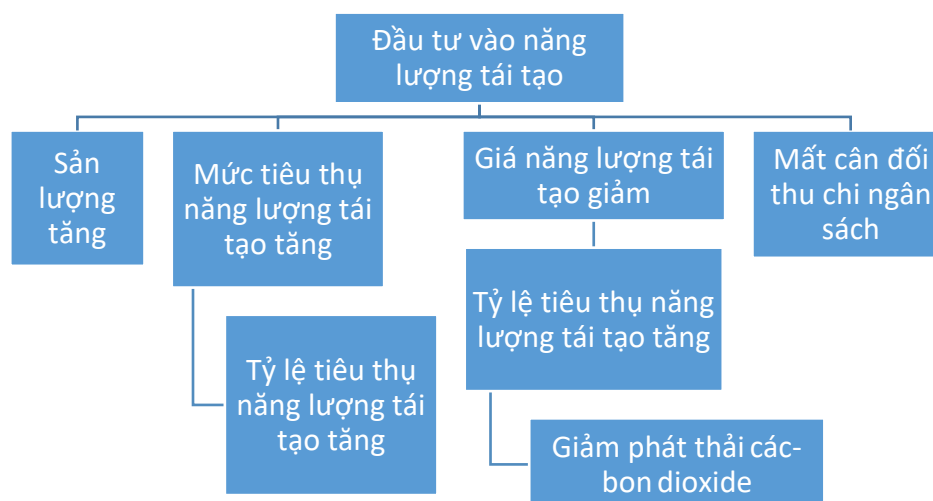 Đầu tư vào năng
lượng tái tạo
Sản
lượng
tăng
Mức tiêu thụ
năng lượng tái
tạo tăng
Giá năng lượng tái
tạo giảm
Mất cân đối
thu chi ngân
sách
Tỷ lệ tiêu thụ
năng lượng tái
tạo tăng
Tỷ lệ tiêu thụ năng
lượng tái tạo tăng
Giảm phát thải các-
bon dioxide